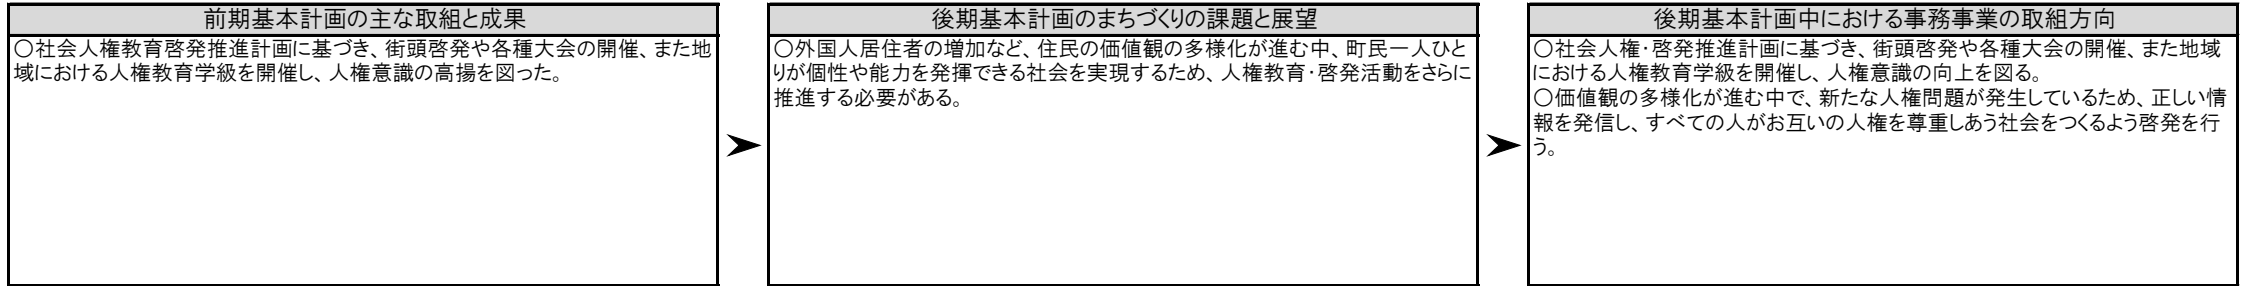 前期基本計画の主な取組と成果
○社会人権教育啓発推進計画に基づき、街頭啓発や各種大会の開催、また地
域における人権教育学級を開催し、人権意識の高揚を図った。
後期基本計画のまちづくりの課題と展望
○外国人居住者の増加など、住民の価値観の多様化が進む中、町民一人ひと
りが個性や能力を発揮できる社会を実現するため、人権教育・啓発活動をさらに
推進する必要がある。
後期基本計画中における事務事業の取組方向
○社会人権・啓発推進計画に基づき、街頭啓発や各種大会の開催、また地域
における人権教育学級を開催し、人権意識の向上を図る。
○価値観の多様化が進む中で、新たな人権問題が発生しているため、正しい情
報を発信し、すべての人がお互いの人権を尊重しあう社会をつくるよう啓発を行
う。